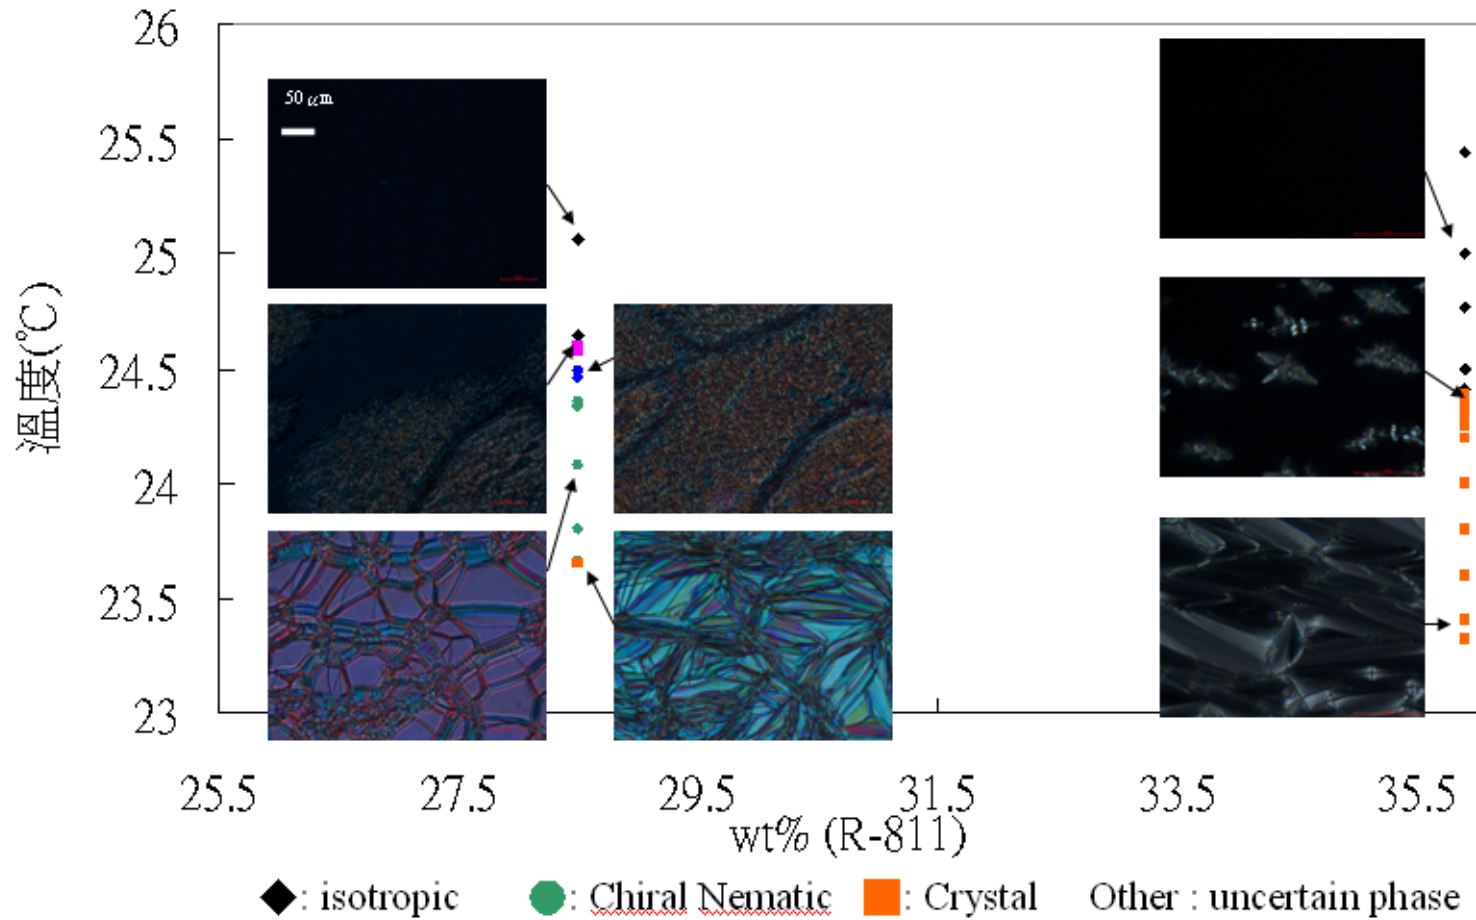 26
50 μm
25.5
25
24.5
24
23.5
23
溫度(℃)
25.5 27.5 29.5 31.5 33.5 35.5
wt% (R-811)
: isotropic : Chiral Nematic : Crystal Other : uncertain phase